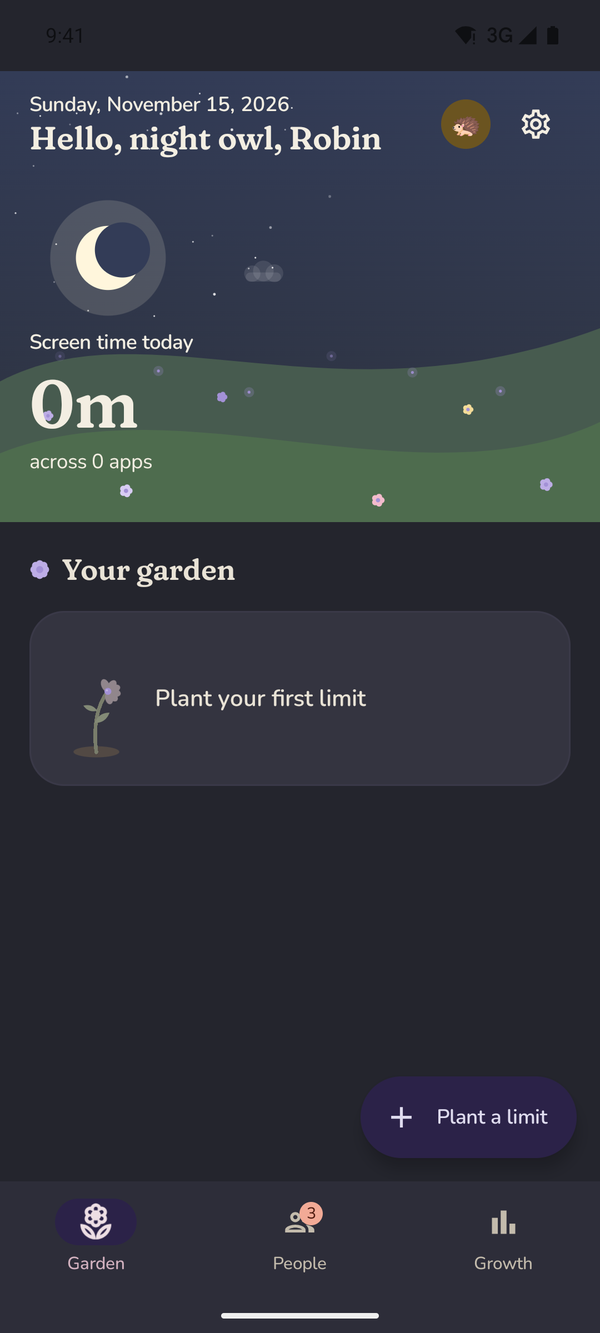 9:41
3G
Sunday, November 15, 2026
Hello, night owl, Robin
Screen time today
0m
across 0 apps
Your garden
Plant your first limit
Plant a limit
3
Garden
People
Growth